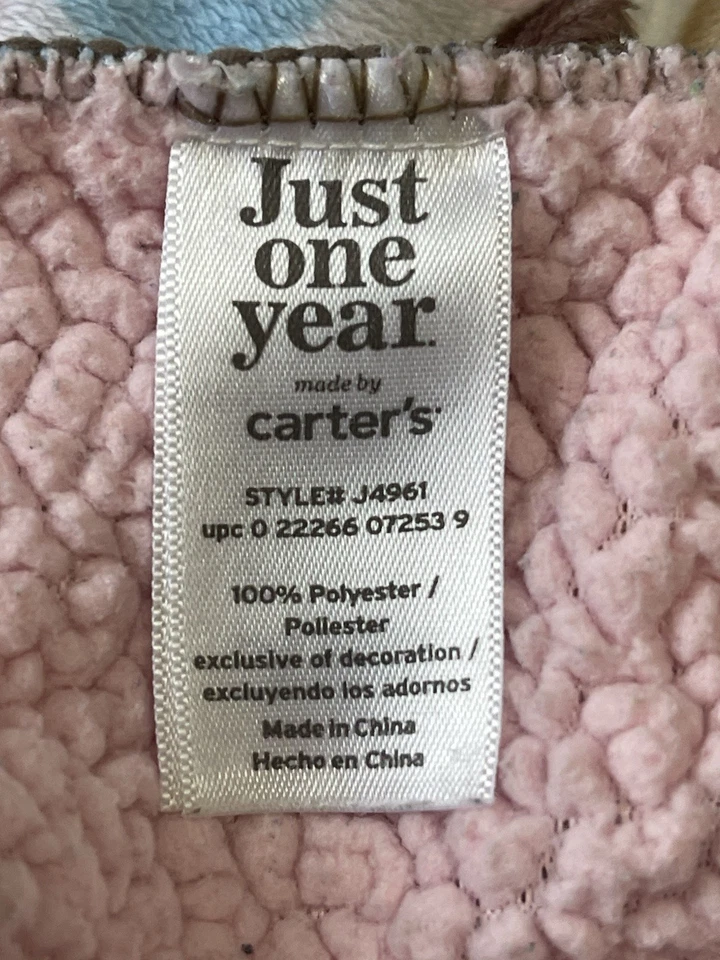 Just
one
year.
made by
carter's
STYLE# J4961
upc 0 22266 07253 9
100% Polyester /
Poliester
exclusive of decoration /
excluyendo los adornos
Made in China
Hecho en China